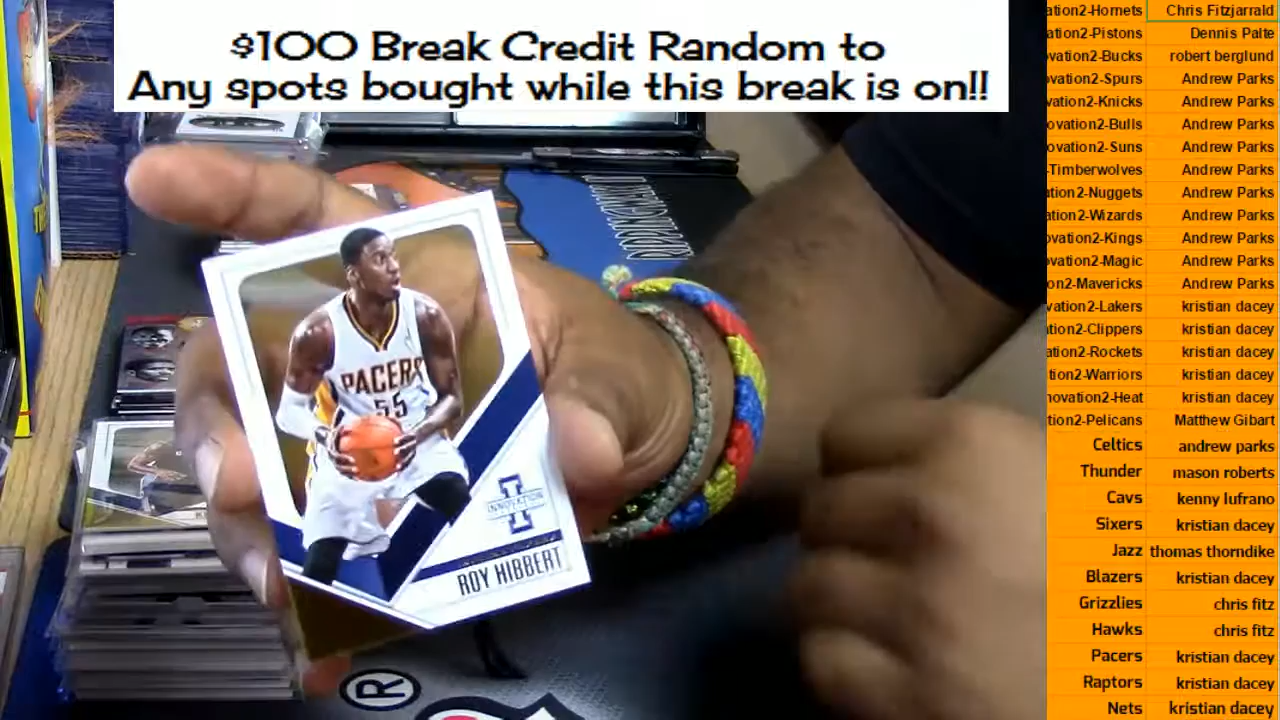 $100 Break Credit Random to
Any spots bought while this break is on!!
PACERS
55
INNOVATION
ROY HIBBERT
®
ation2-Hornets Chris Fitzjarrald
ation2-Pistons Dennis Palte
ovation2-Bucks robert berglund
vation2-Spurs Andrew Parks
vation2-Knicks Andrew Parks
ovation2-Bulls Andrew Parks
ovation2-Suns Andrew Parks
-Timberwolves Andrew Parks
ation2-Nuggets Andrew Parks
ation2-Wizards Andrew Parks
ovation2-Kings Andrew Parks
vation2-Magic Andrew Parks
ion2-Mavericks Andrew Parks
vation2-Lakers kristian dacey
tion2-Clippers kristian dacey
ation2-Rockets kristian dacey
tion2-Warriors kristian dacey
novation2-Heat kristian dacey
tion2-Pelicans Matthew Gibart
Celtics andrew parks
Thunder mason roberts
Cavs kenny lufrano
Sixers kristian dacey
Jazz thomas thorndike
Blazers kristian dacey
Grizzlies chris fitz
Hawks chris fitz
Pacers kristian dacey
Raptors kristian dacey
Nets kristian dacey